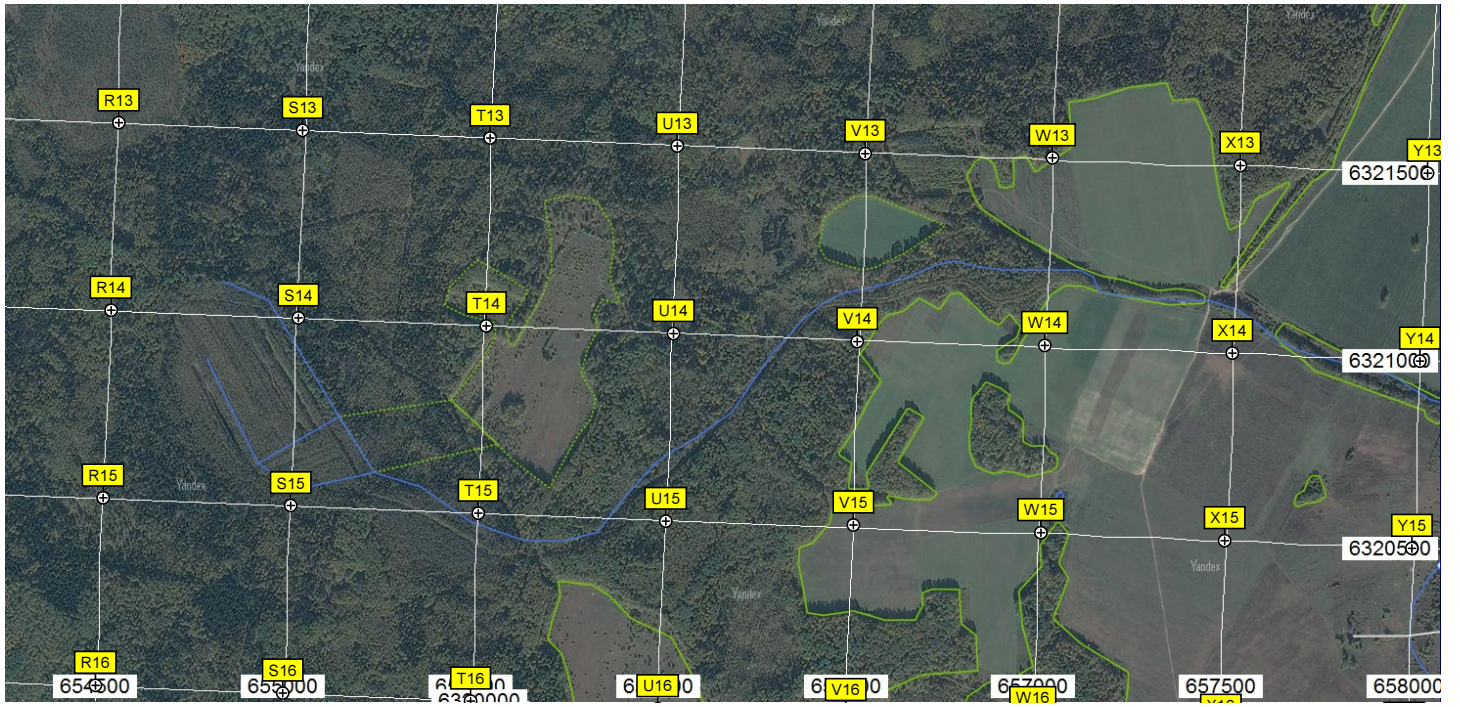 Yandex
Yandex
Yandex
R13
S13
T13
U13
V13
W13
X13
Y13
6321500
R14
S14
T14
U14
V14
W14
X14
Y14
6321000
R15
Yandex
S15
T15
U15
V15
W15
X15
Y15
6320500
Yandex
Yandex
R16
S16
T16
U16
V16
W16
654500
655000
657000
657500
658000